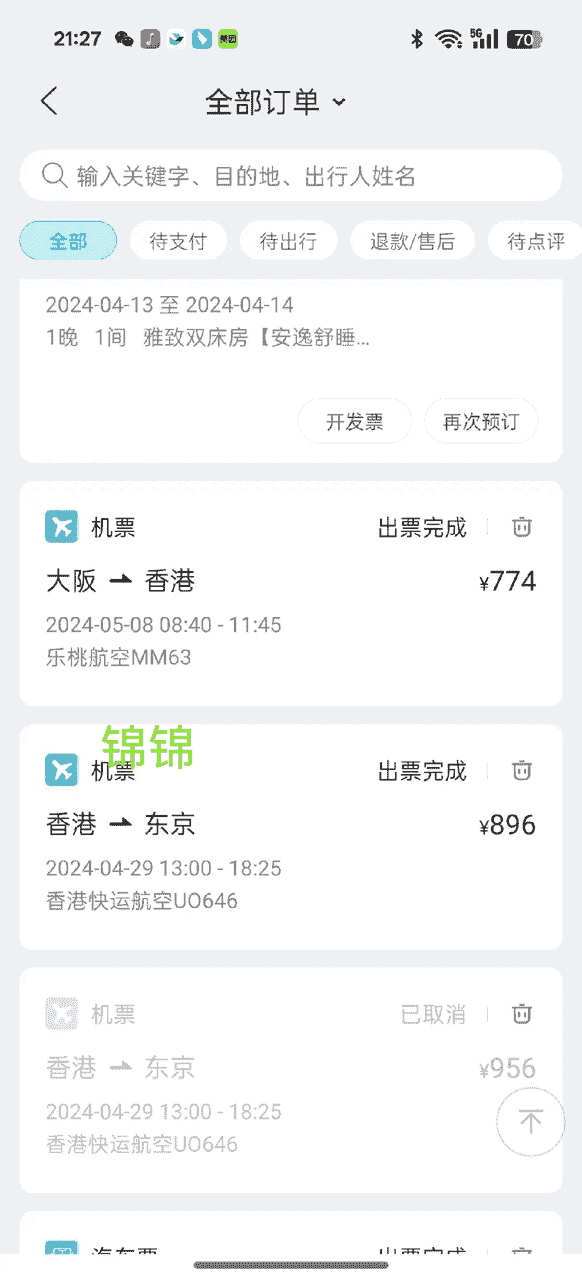 21:27
5G
70
全部订单
输入关键字、目的地、出行人姓名
全部 待支付 待出行 退款/售后 待点评
2024-04-13 至 2024-04-14
1晚 1间 雅致双床房【安逸舒睡...
开发票 再次预订
机票 出票完成
大阪 香港 ¥774
2024-05-08 08:40 - 11:45
乐桃航空MM63
锦锦
机票 出票完成
香港 东京 ¥896
2024-04-29 13:00 - 18:25
香港快运航空UO646
机票 已取消
香港 东京 ¥956
2024-04-29 13:00 - 18:25
香港快运航空UO646
汽车票 出票完成